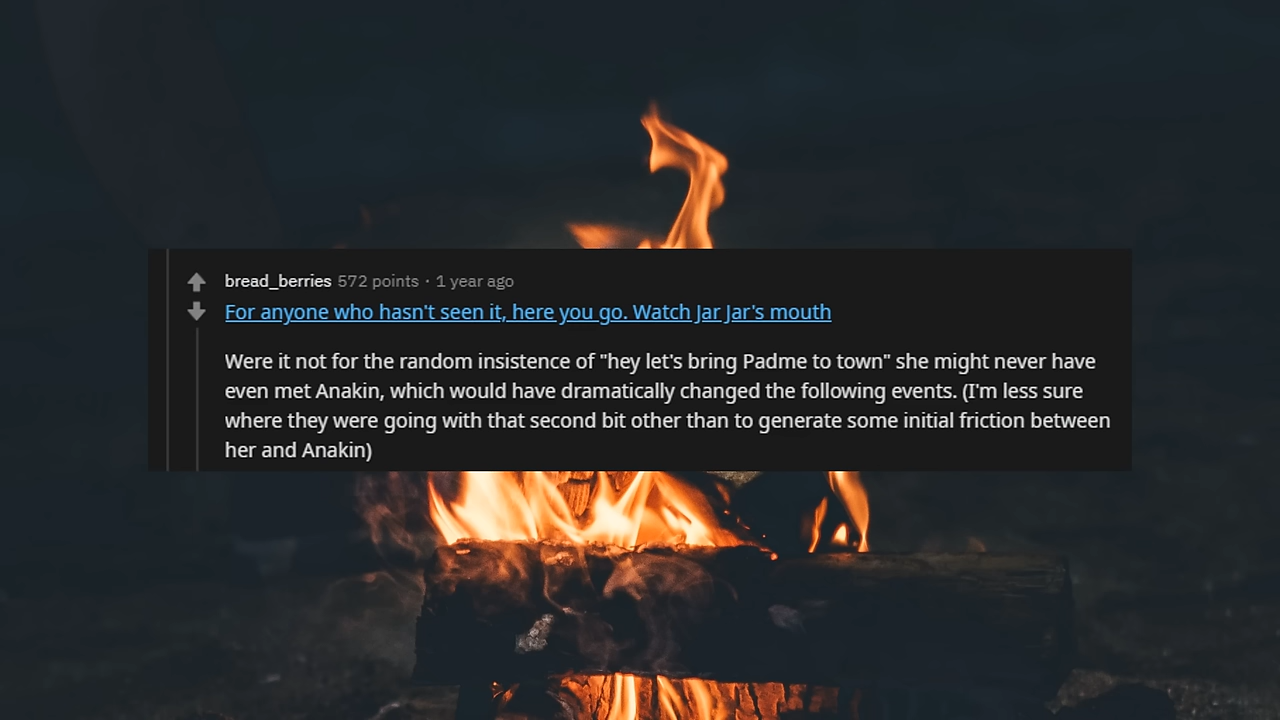 bread_berries 572 points · 1 year ago
For anyone who hasn't seen it, here you go. Watch Jar Jar's mouth
Were it not for the random insistence of "hey let's bring Padme to town" she might never have
even met Anakin, which would have dramatically changed the following events. (I'm less sure
where they were going with that second bit other than to generate some initial friction between
her and Anakin)